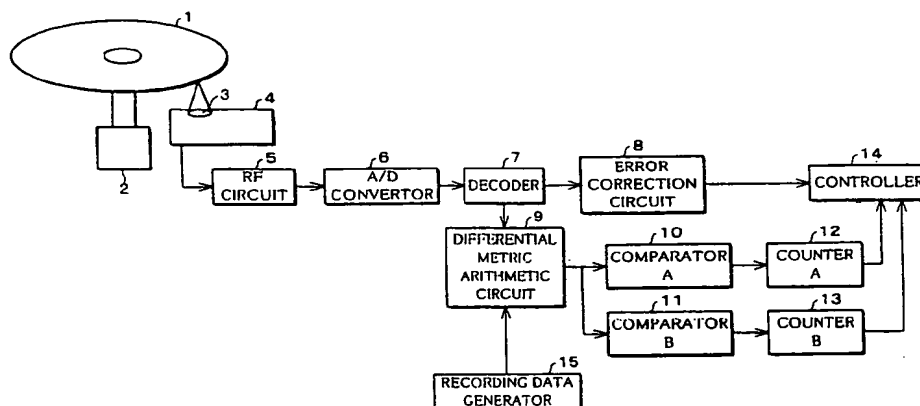 1
3
4
2
5
RF
CIRCUIT
6
A/D
CONVERTOR
7
DECODER
8
ERROR
CORRECTION
CIRCUIT
14
CONTROLLER
9
DIFFERENTIAL
METRIC
ARITHMETIC
CIRCUIT
10
COMPARATOR
A
12
COUNTER
A
11
COMPARATOR
B
13
COUNTER
B
15
RECORDING DATA
GENERATOR